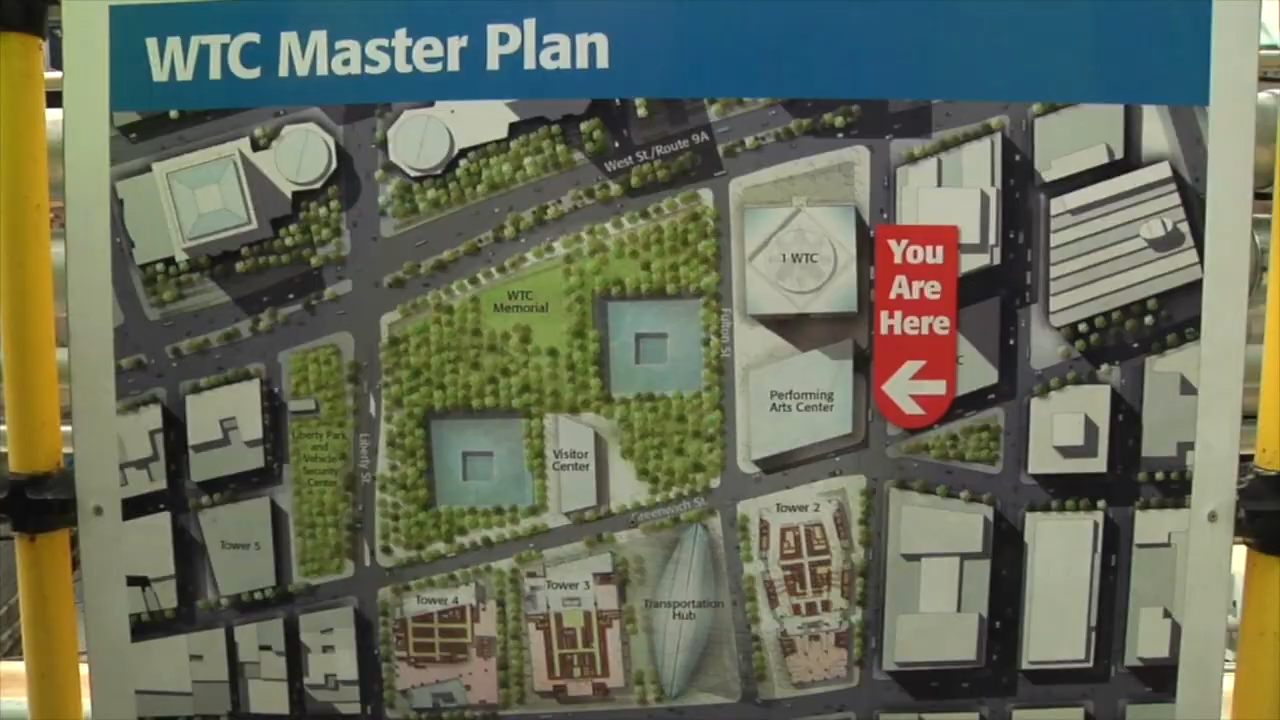 WTC Master Plan
West St./Route 9A
1 WTC
You
Are
Here
WTC
Memorial
Fulton St
Performing
Arts Center
Visitor
Center
Liberty Park
and
Vehicle
Security
Center
Liberty St.
Greenwich St.
Tower 2
Tower 5
Tower 3
Tower 4
Transportation
Hub